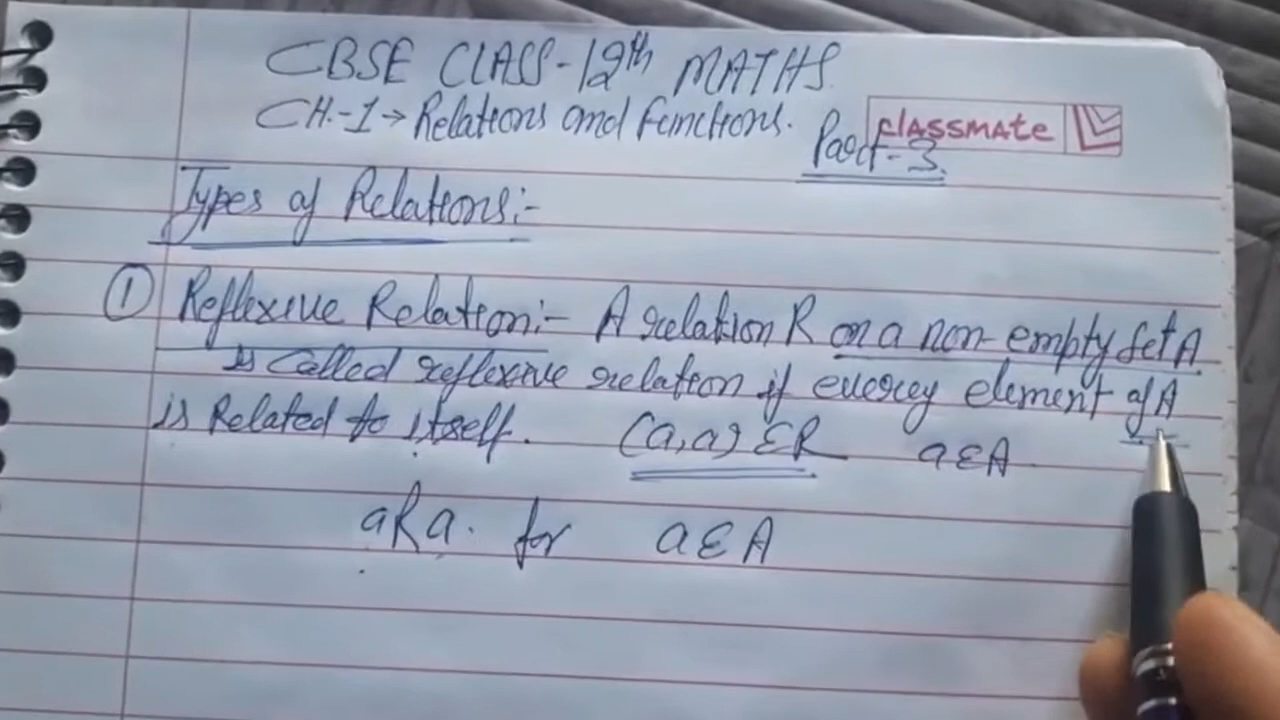 CBSE CLASS-12th MATHS.
CH.-1→ Relations and functions.
classmate
Part-3.
Types of Relations:-
① Reflexive Relation:- A relation R on a non-empty set A
is called reflexive relation if every element of A
is Related to itself. (a,a) ∈ R a ∈ A
aRa. for a ∈ A